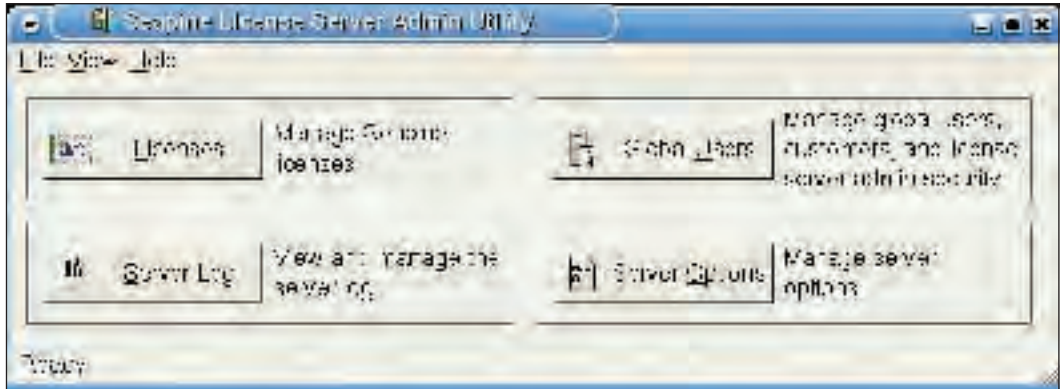 Seapine License Server Admin Utility
File View Help
Licenses
Manage Seapine
licenses
Global Users
Manage global users,
customers, and license
server admin security
Server Log
View and manage the
server log
Server Options
Manage server
options
Ready